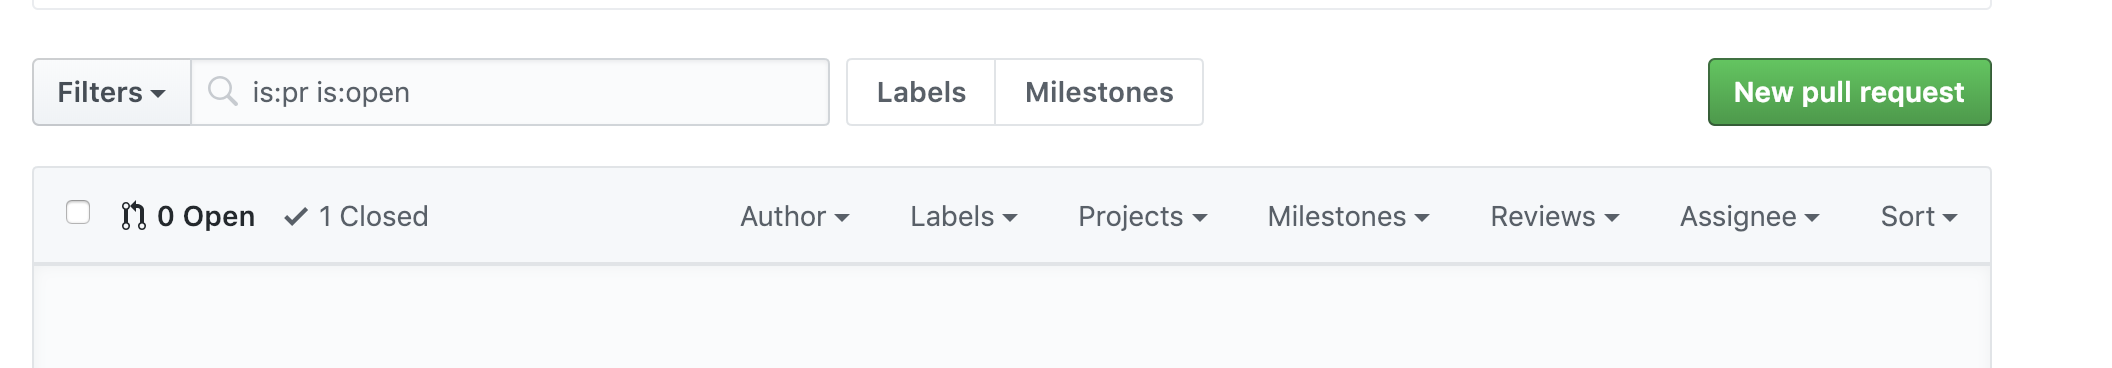 Filters is:pr is:open Labels Milestones New pull request
0 Open 1 Closed Author Labels Projects Milestones Reviews Assignee Sort